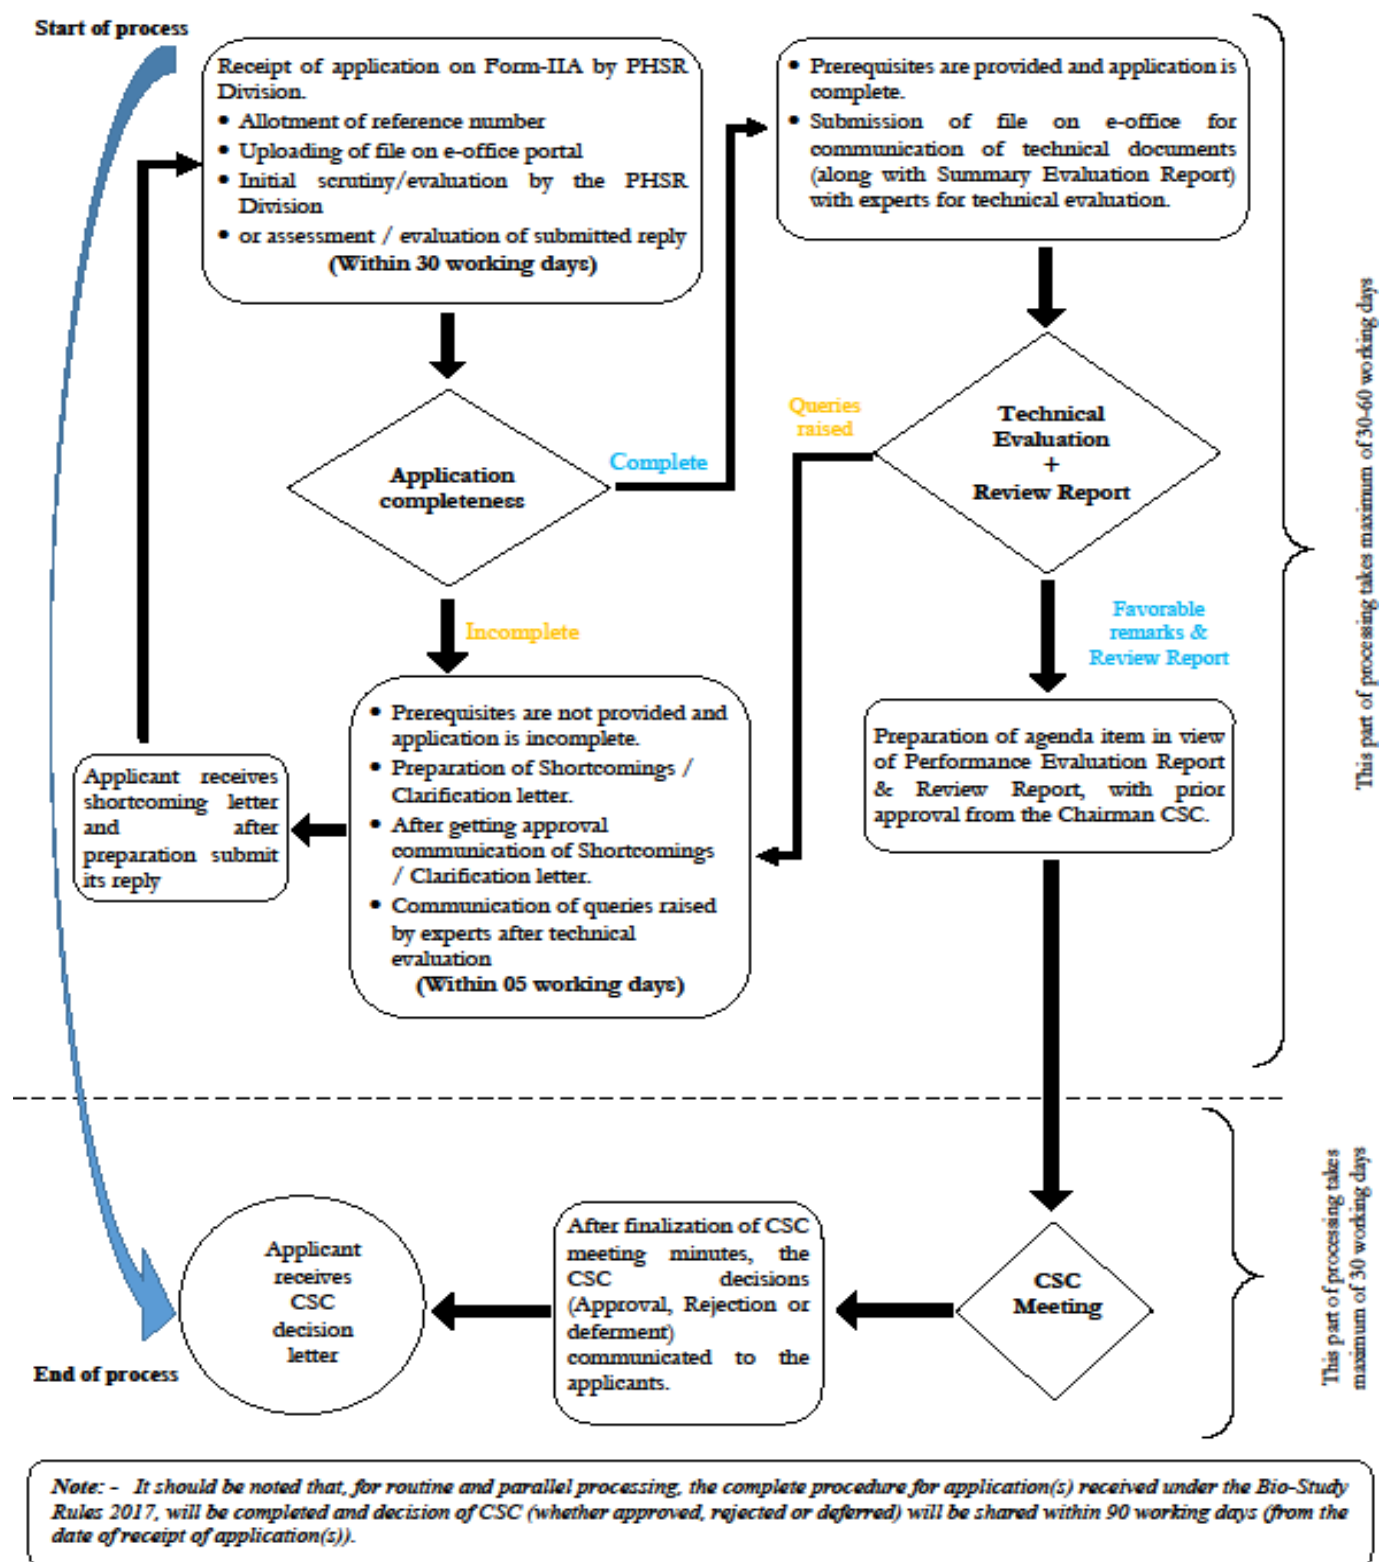 Start of process
Receipt of application on Form-IIA by PHSR
Division.
• Allotment of reference number
• Uploading of file on e-office portal
• Initial scrutiny/evaluation by the PHSR
Division
• or assessment / evaluation of submitted reply
(Within 30 working days)
• Prerequisites are provided and application is
complete.
• Submission of file on e-office for
communication of technical documents
(along with Summary Evaluation Report)
with experts for technical evaluation.
Application
completeness
Complete
Incomplete
Queries
raised
Technical
Evaluation
+
Review Report
Favorable
remarks &
Review Report
• Prerequisites are not provided and
application is incomplete.
• Preparation of Shortcomings /
Clarification letter.
• After getting approval
communication of Shortcomings
/ Clarification letter.
• Communication of queries raised
by experts after technical
evaluation
(Within 05 working days)
Applicant receives
shortcoming letter
and after
preparation submit
its reply
Preparation of agenda item in view
of Performance Evaluation Report
& Review Report, with prior
approval from the Chairman CSC.
This part of processing takes maximum of 30-60 working days
CSC
Meeting
After finalization of CSC
meeting minutes, the
CSC decisions
(Approval, Rejection or
deferment)
communicated to the
applicants.
Applicant
receives
CSC
decision
letter
This part of processing takes
maximum of 30 working days
End of process
Note: - It should be noted that, for routine and parallel processing, the complete procedure for application(s) received under the Bio-Study
Rules 2017, will be completed and decision of CSC (whether approved, rejected or deferred) will be shared within 90 working days (from the
date of receipt of application(s)).